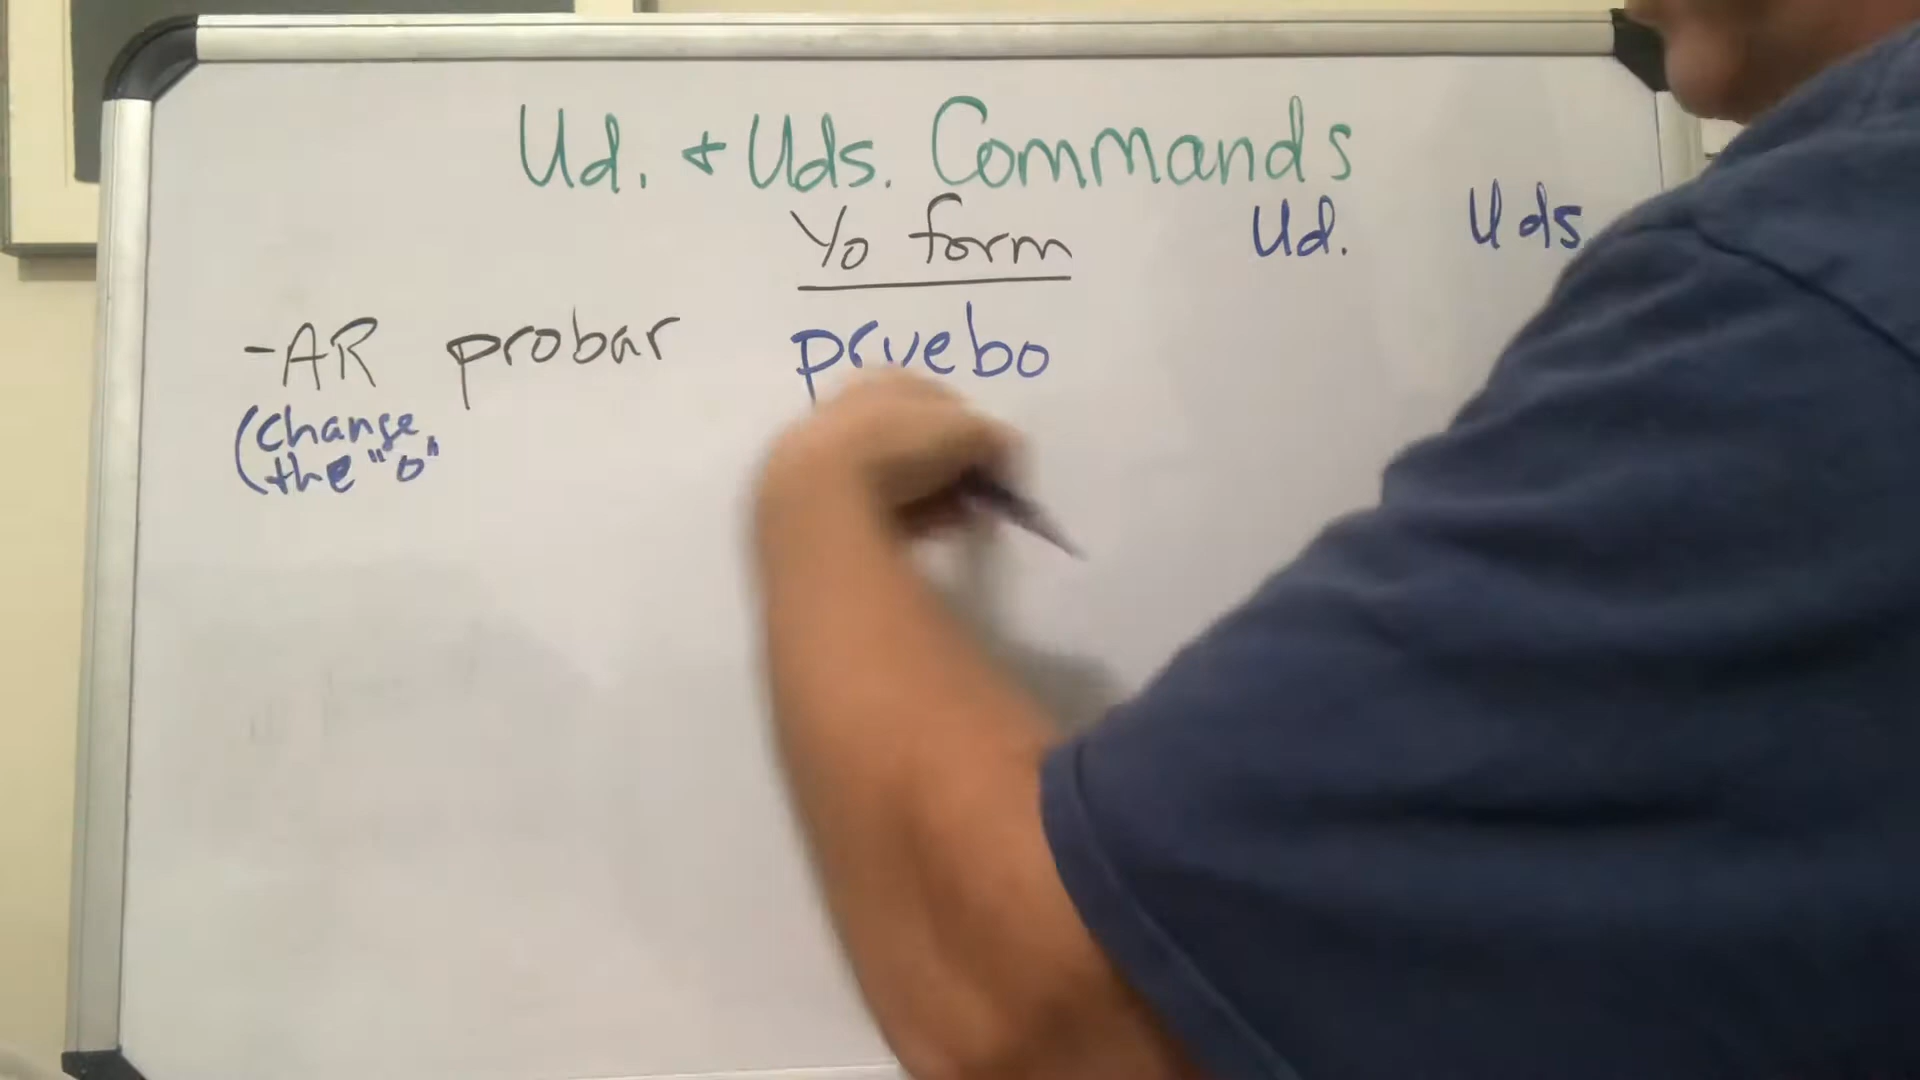 Ud. + Uds. Commands
Yo form Ud. Uds
-AR probar pruebo
(change
the "o"